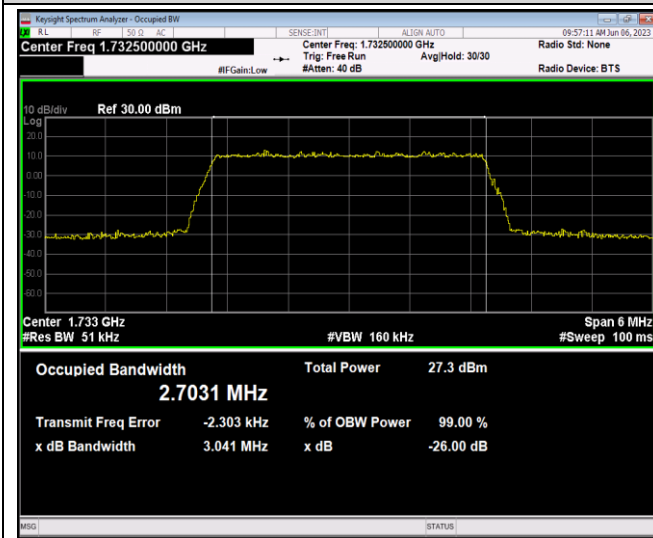 Keysight Spectrum Analyzer - Occupied BW
RL RF 50 Ω AC SENSE:INT ALIGN AUTO 09:57:11 AM Jun 06, 2023
Center Freq 1.732500000 GHz Center Freq: 1.732500000 GHz Radio Std: None
Trig: Free Run Avg|Hold: 30/30
#IFGain:Low #Atten: 40 dB Radio Device: BTS
10 dB/div Ref 30.00 dBm
Log
20.0
10.0
0.00
-10.0
-20.0
-30.0
-40.0
-50.0
-60.0
Center 1.733 GHz Span 6 MHz
#Res BW 51 kHz #VBW 160 kHz #Sweep 100 ms
Occupied Bandwidth Total Power 27.3 dBm
2.7031 MHz
Transmit Freq Error -2.303 kHz % of OBW Power 99.00 %
x dB Bandwidth 3.041 MHz x dB -26.00 dB
MSG STATUS